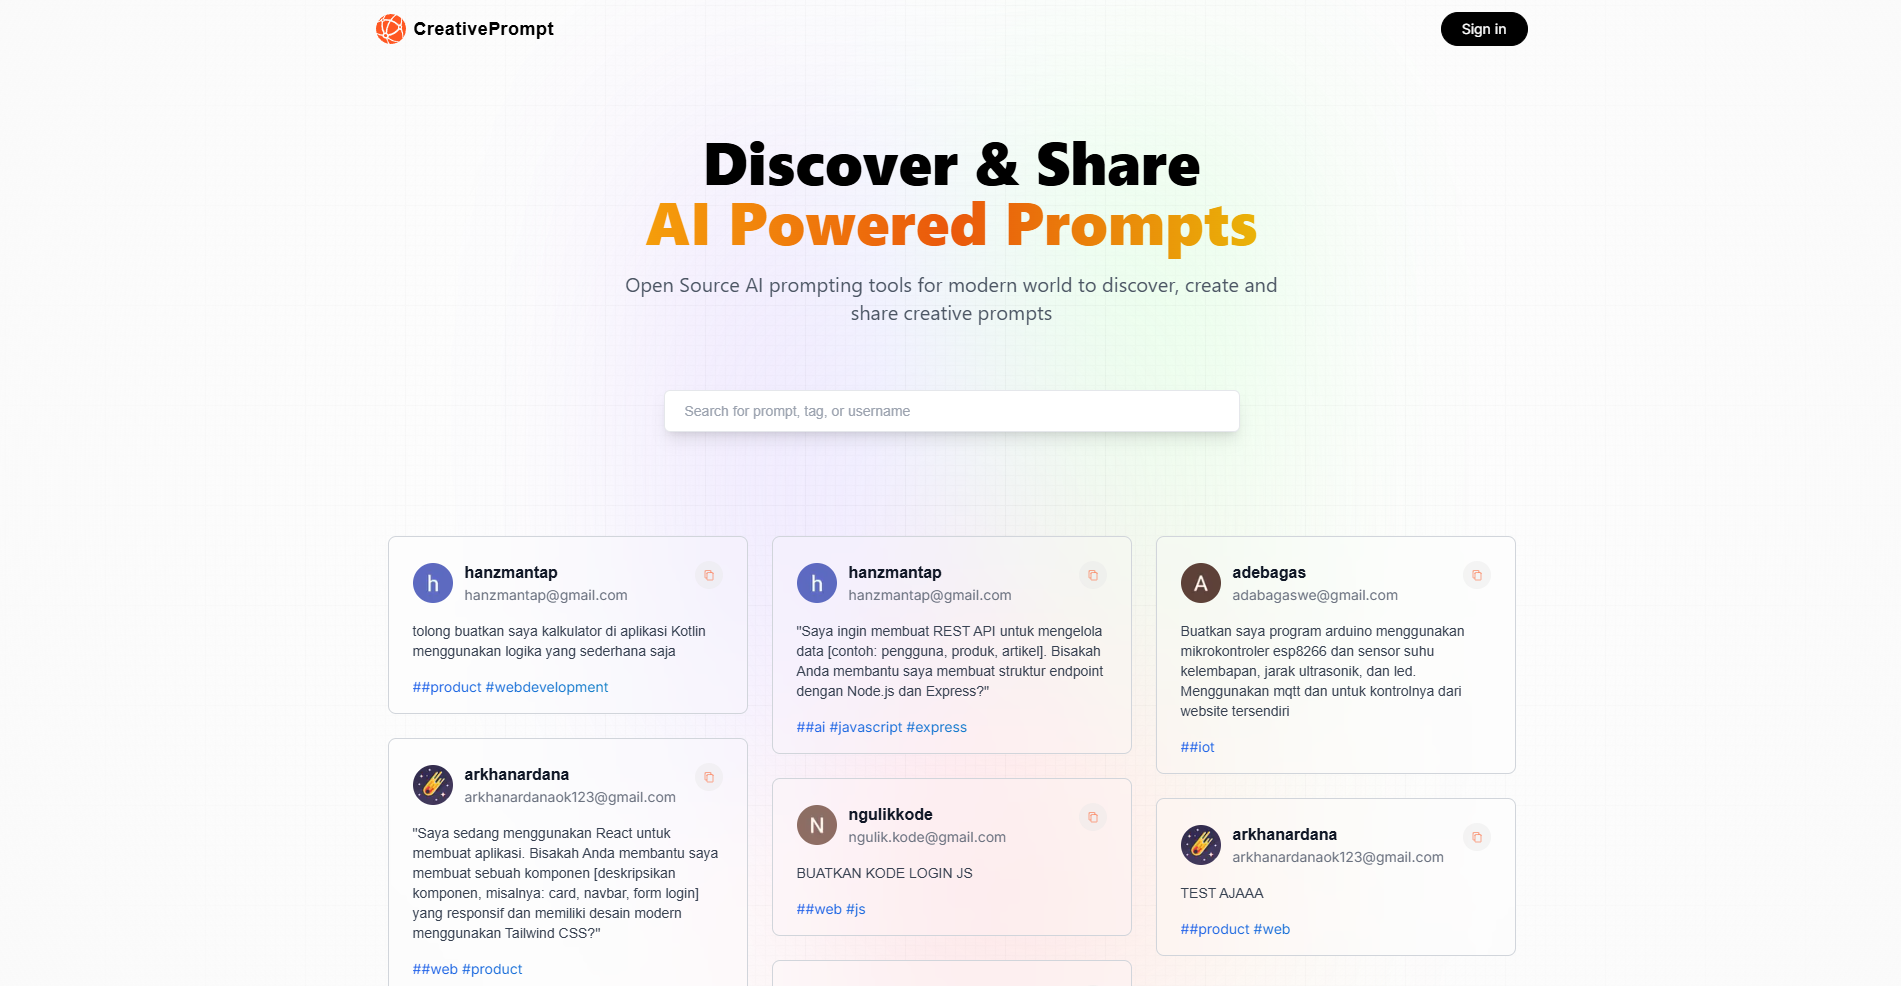 CreativePrompt
Sign in
Discover & Share
AI Powered Prompts
Open Source AI prompting tools for modern world to discover, create and
share creative prompts
Search for prompt, tag, or username
h
hanzmantap
hanzmantap@gmail.com
tolong buatkan saya kalkulator di aplikasi Kotlin
menggunakan logika yang sederhana saja
##product #webdevelopment
arkhanardana
arkhanardanaok123@gmail.com
"Saya sedang menggunakan React untuk
membuat aplikasi. Bisakah Anda membantu saya
membuat sebuah komponen [deskripsikan
komponen, misalnya: card, navbar, form login]
yang responsif dan memiliki desain modern
menggunakan Tailwind CSS?"
##web #product
h
hanzmantap
hanzmantap@gmail.com
"Saya ingin membuat REST API untuk mengelola
data [contoh: pengguna, produk, artikel]. Bisakah
Anda membantu saya membuat struktur endpoint
dengan Node.js dan Express?"
##ai #javascript #express
N
ngulikkode
ngulik.kode@gmail.com
BUATKAN KODE LOGIN JS
##web #js
A
adebagas
adabagaswe@gmail.com
Buatkan saya program arduino menggunakan
mikrokontroler esp8266 dan sensor suhu
kelembapan, jarak ultrasonik, dan led.
Menggunakan mqtt dan untuk kontrolnya dari
website tersendiri
##iot
arkhanardana
arkhanardanaok123@gmail.com
TEST AJAAA
##product #web